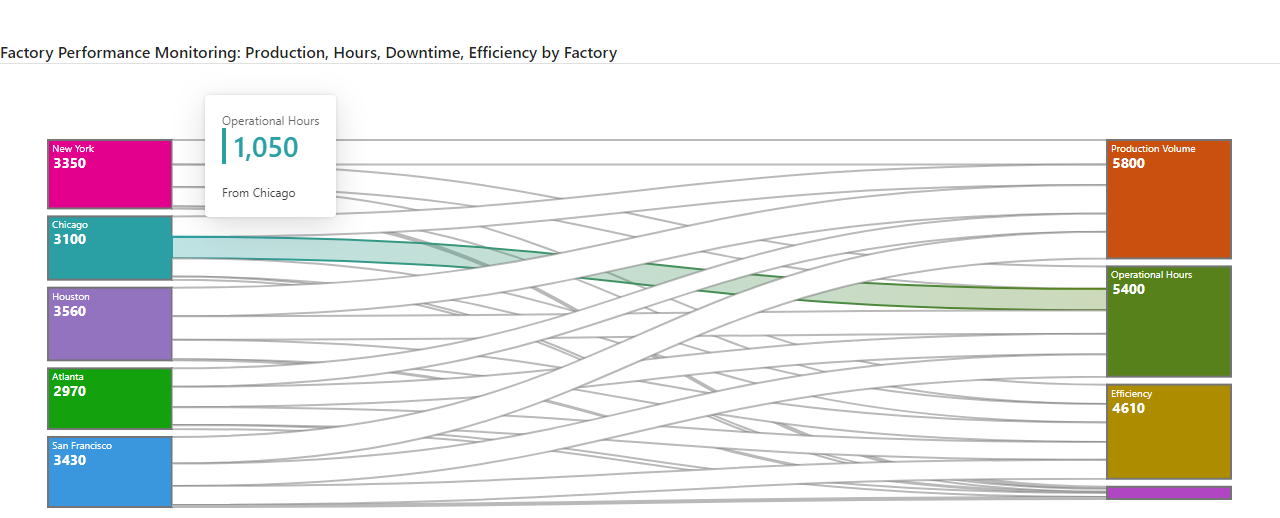 Factory Performance Monitoring: Production, Hours, Downtime, Efficiency by Factory
Operational Hours
1,050
From Chicago
New York
3350
Chicago
3100
Houston
3560
Atlanta
2970
San Francisco
3430
Production Volume
5800
Operational Hours
5400
Efficiency
4610